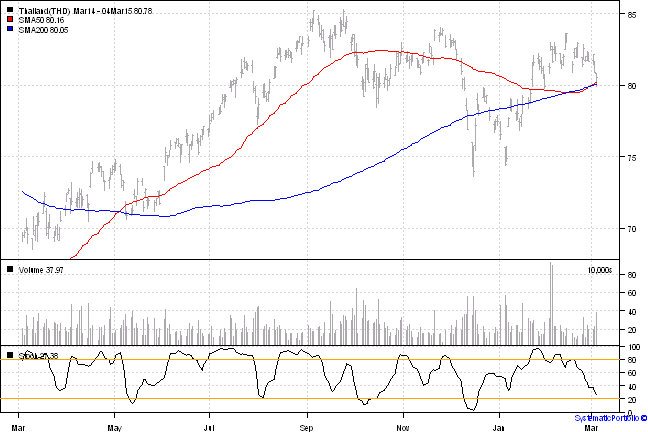 Thailand(THD) Mar14 - 04Mar15 80.78
SMA50 80.16
SMA200 80.05
85
80
75
70
Volume 37.97
10,000s
80
60
40
20
100
80
60
40
20
0
Mar
May
Jul
Sep
Nov
Jan
Mar
SystematicPortfolio ©